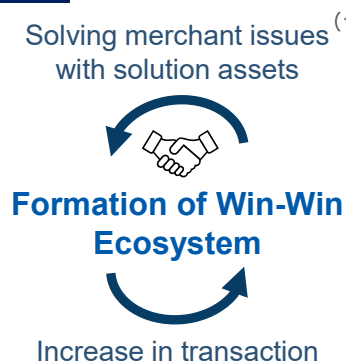 Solving merchant issues
with solution assets
Formation of Win-Win
Ecosystem
Increase in transaction